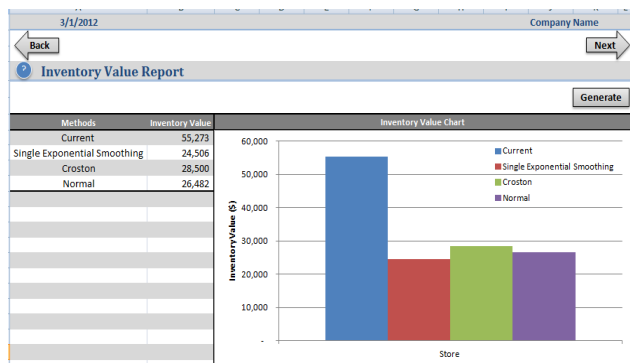 3/1/2012 Company Name
Back Next
? Inventory Value Report
Generate
Methods Inventory Value Inventory Value Chart
Current 55,273
Single Exponential Smoothing 24,506
Croston 28,500
Normal 26,482
60,000
50,000
40,000
30,000
20,000
10,000
-
Inventory Value ($)
Current
Single Exponential Smoothing
Croston
Normal
Store